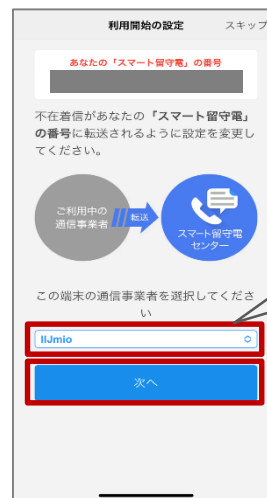 利用開始の設定 スキップ
あなたの「スマート留守電」の番号
不在着信があなたの「スマート留守電」
の番号に転送されるように設定を変更し
てください。
ご利用中の
通信事業者
転送
スマート留守電
センター
この端末の通信事業者を選択してくださ
い
IIJmio
次へ